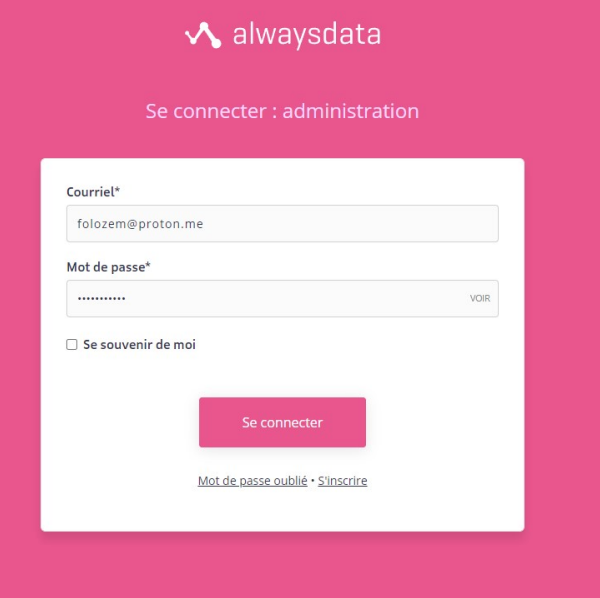 alwaysdata
Se connecter : administration
Courriel*
folozem@proton.me
Mot de passe*
•••••••••••
VOIR
Se souvenir de moi
Se connecter
Mot de passe oublié • S'inscrire